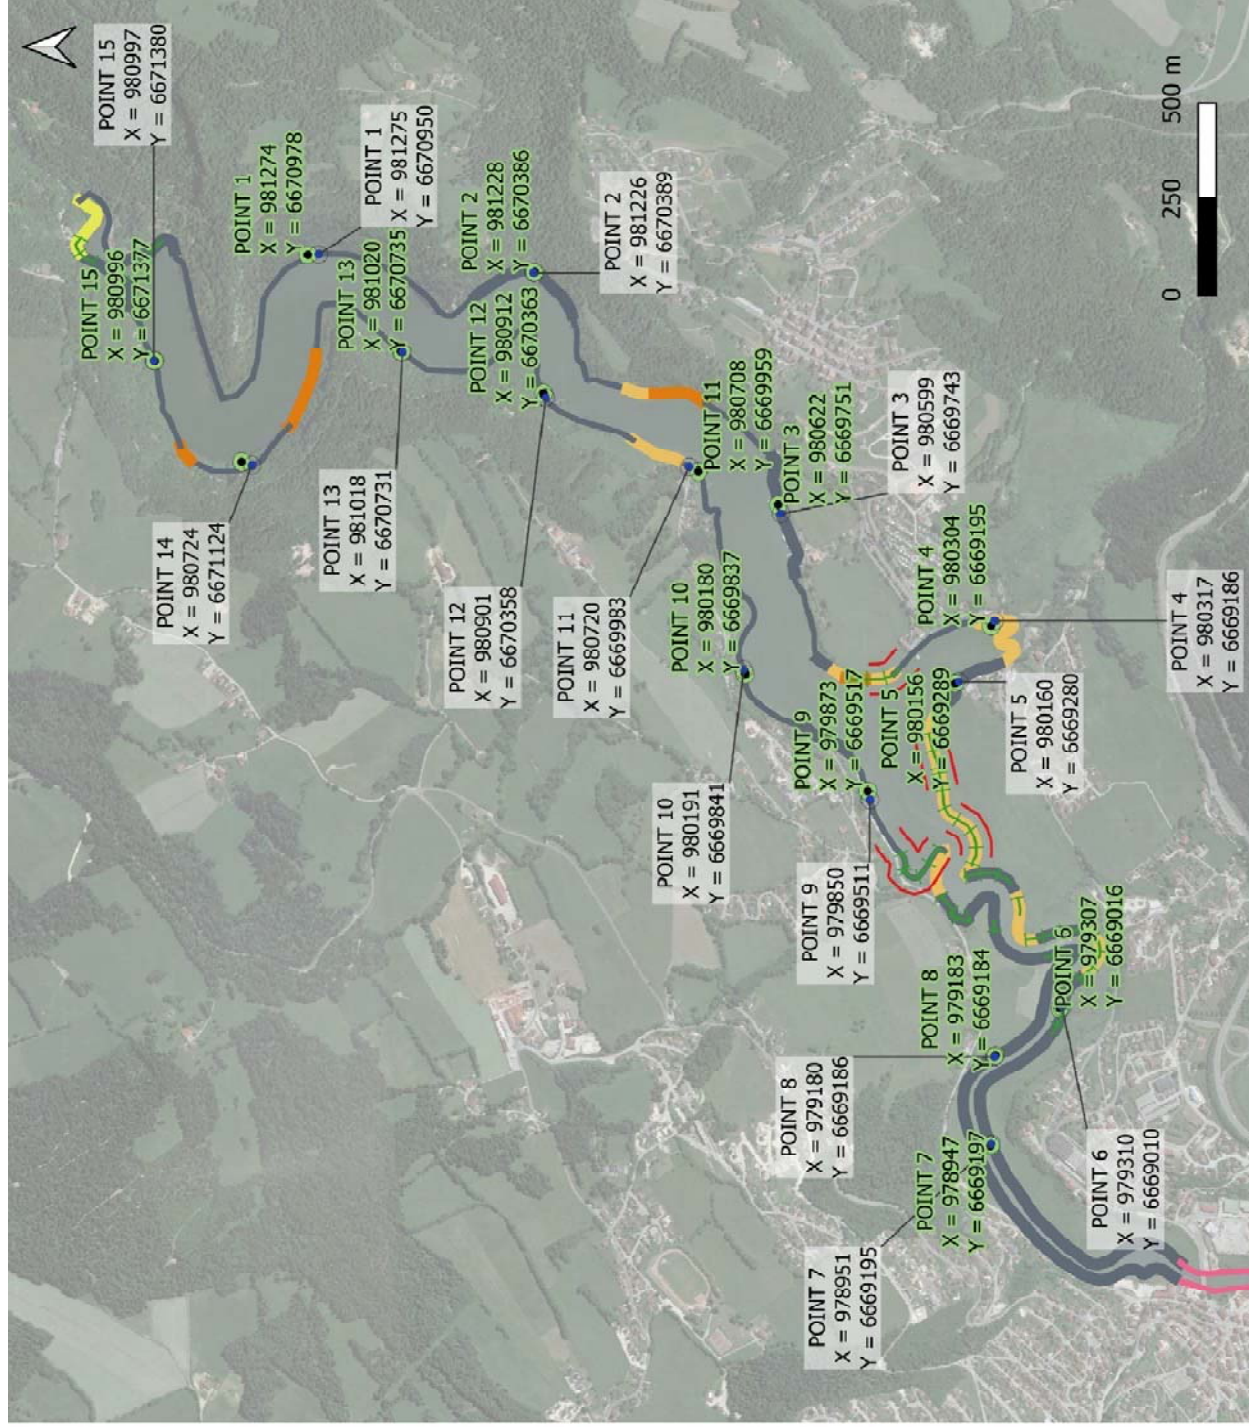 POINT 15
X = 980996
Y = 6671377
POINT 15
X = 980997
Y = 6671380
POINT 14
X = 980724
Y = 6671124
POINT 1
X = 981274
Y = 6670978
POINT 13
X = 981018
Y = 6670731
POINT 13
X = 981020
Y = 6670735
POINT 1
X = 981275
Y = 6670950
POINT 12
X = 980901
Y = 6670358
POINT 2
X = 981228
Y = 6670386
POINT 12
X = 980912
Y = 6670363
POINT 11
X = 980720
Y = 6669983
POINT 2
X = 981226
Y = 6670389
POINT 10
X = 980191
Y = 6669841
POINT 10
X = 980180
Y = 6669837
POINT 11
X = 980708
Y = 6669959
POINT 8
X = 979180
Y = 6669186
POINT 3
X = 980622
Y = 6669751
POINT 9
X = 979873
Y = 6669517
POINT 9
X = 979850
Y = 6669511
POINT 7
X = 978951
Y = 6669195
POINT 5
X = 980156
Y = 6669289
POINT 3
X = 980599
Y = 6669743
POINT 7
X = 978947
Y = 6669197
POINT 4
X = 980304
Y = 6669195
POINT 8
X = 979183
Y = 6669184
POINT 5
X = 980160
Y = 6669280
POINT 6
X = 979307
Y = 6669016
POINT 6
X = 979310
Y = 6669010
POINT 4
X = 980317
Y = 6669186
0 250 500 m